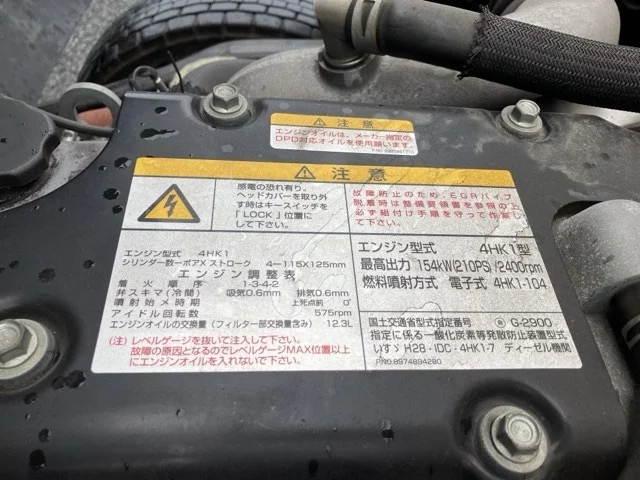 ⚠ 注意
エンジンオイルは、メーカー指定の
DPD対応オイルを使用願います。
⚠ 注意
感電の恐れ有り。
ヘッドカバーを取り外
す時はキースイッチを
「LOCK」位置に
して下さい。
故障防止のため、EGRパイプ
脱着時は整備要領書を参照の上
必ず組付け手順を守って作業し
て下さい。
エンジン型式 4HK1
シリンダー数ーボアXストローク 4-115X125mm
エンジン調整表
着火順序 1-3-4-2
弁スキマ(冷間) 吸気0.6mm 排気0.6mm
噴射始メ時期 上死点前 0°
アイドル回転数 575rpm
エンジンオイルの交換量(フィルター部交換含み) 12.3L
(注)レベルゲージを抜いて注入して下さい。
故障の原因となるのでレベルゲージMAX位置以上
にエンジンオイルを入れないで下さい。
エンジン型式 4HK1型
最高出力 154kW(210PS)/2400rpm
燃料噴射方式 電子式 4HK1-104
国土交通省型式指定番号 G-2900
指定に係る一酸化炭素等発散防止装置型式
いすゞ H28・IDC・4HK1-7 ディーゼル機関
P/NO.8974894280